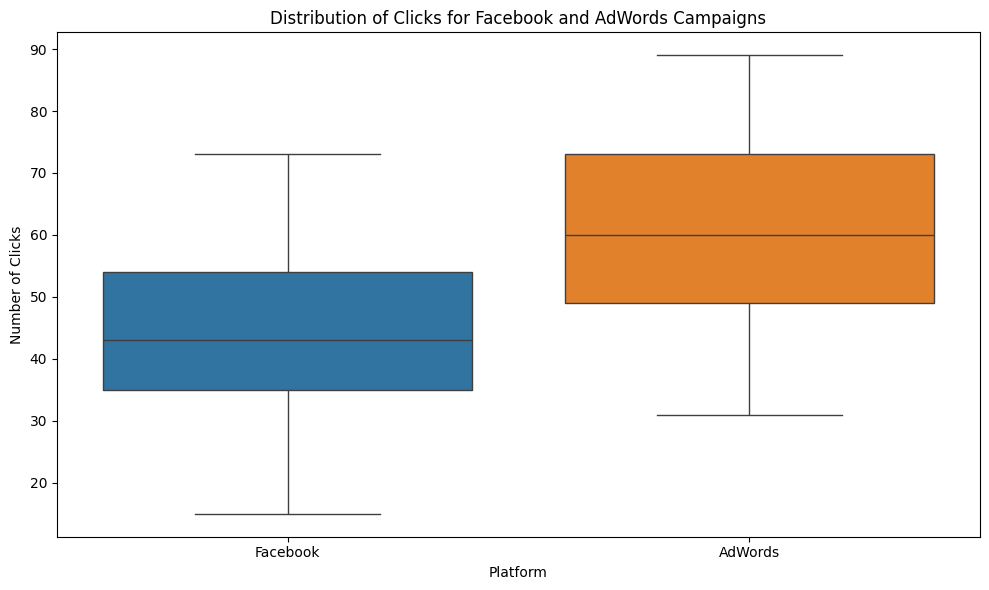 Distribution of Clicks for Facebook and AdWords Campaigns
90
80
70
60
50
40
30
20
Number of Clicks
Facebook AdWords
Platform